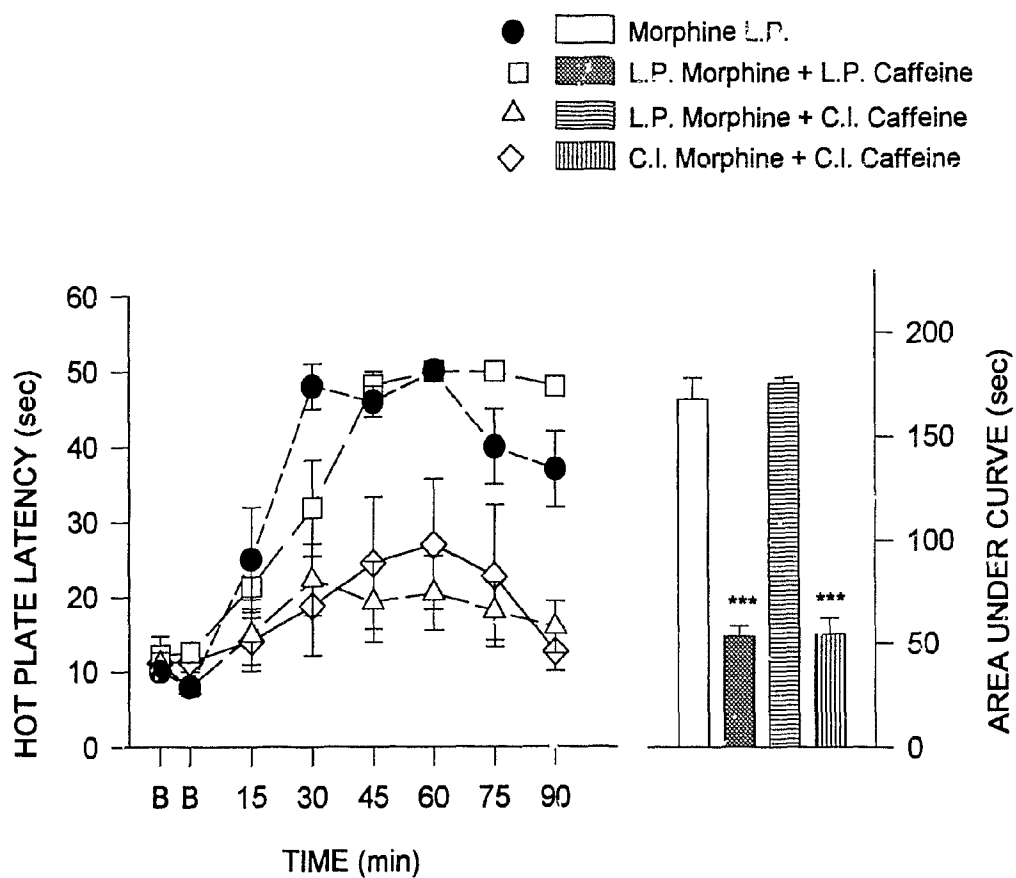 Morphine L.P.
L.P. Morphine + L.P. Caffeine
L.P. Morphine + C.I. Caffeine
C.I. Morphine + C.I. Caffeine
HOT PLATE LATENCY (sec)
60
50
40
30
20
10
0
B B 15 30 45 60 75 90
TIME (min)
*** ***
200
150
100
50
0
AREA UNDER CURVE (sec)